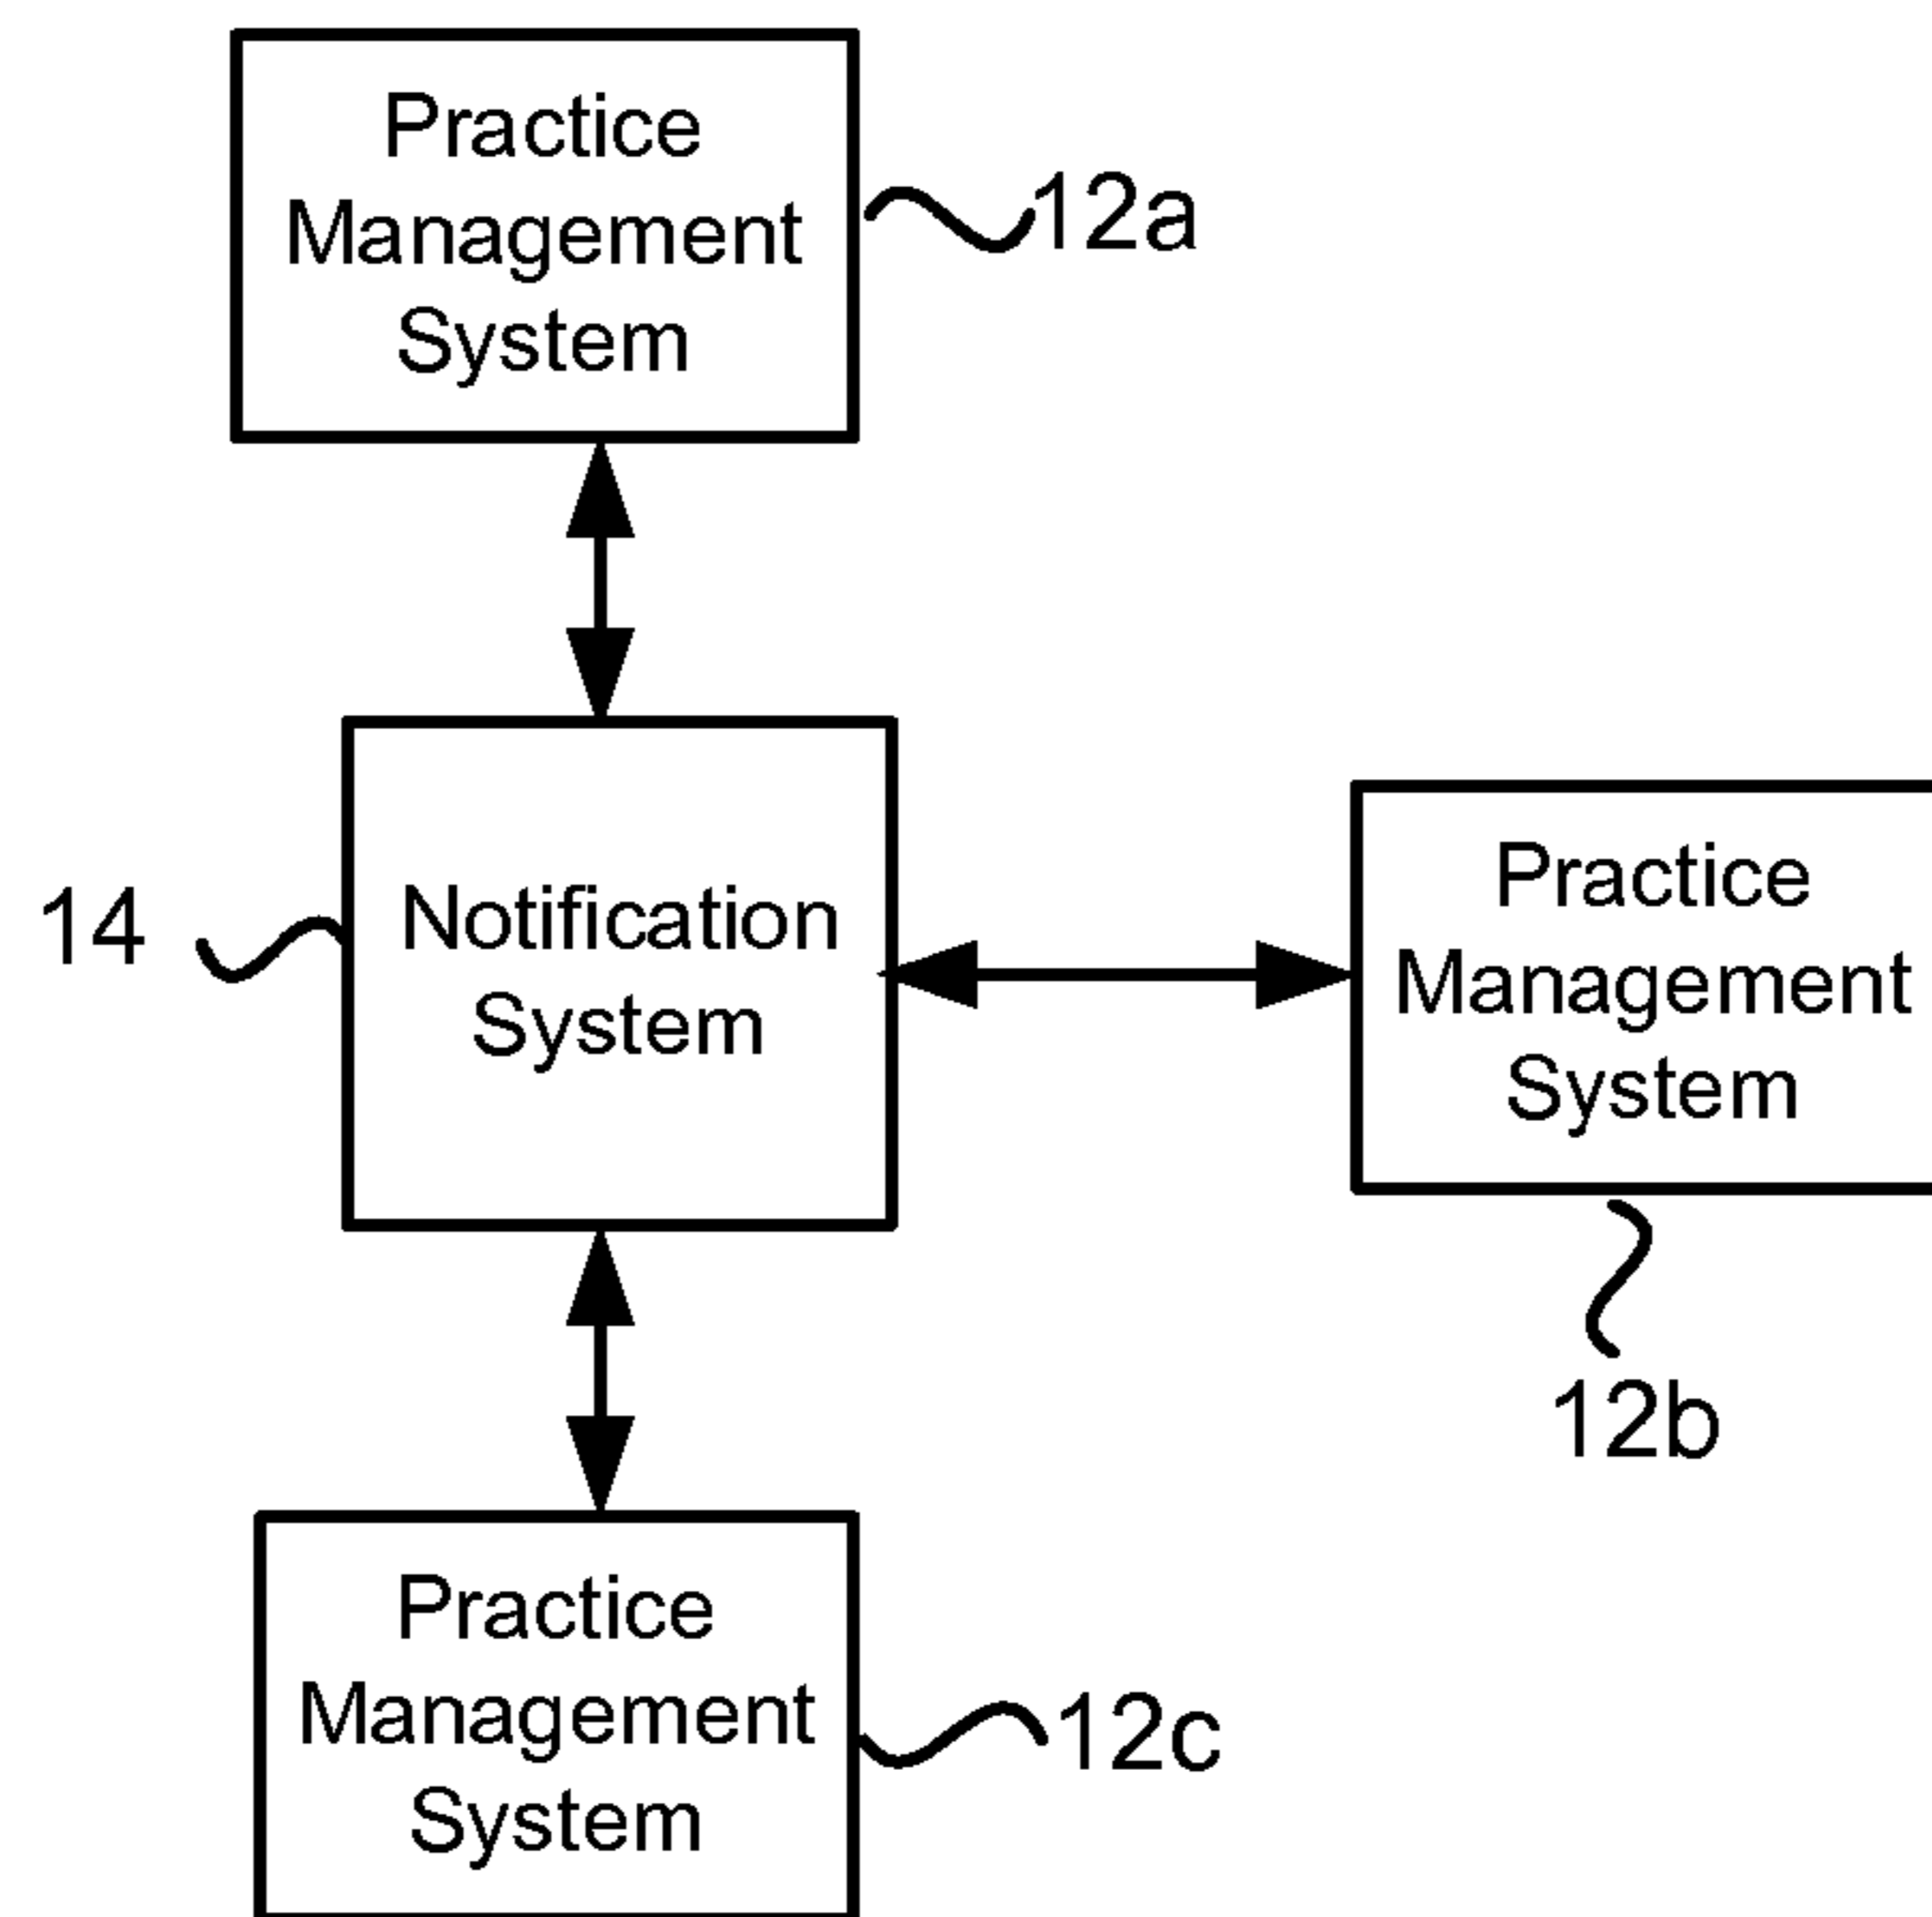 Practice
Management
System
12a
14
Notification
System
Practice
Management
System
12b
Practice
Management
System
12c